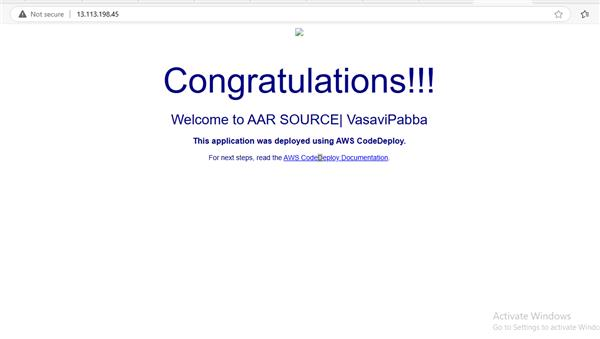 Not secure | 13.113.198.45
Congratulations!!!
Welcome to AAR SOURCE| VasaviPabba
This application was deployed using AWS CodeDeploy.
For next steps, read the AWS CodeDeploy Documentation.
Activate Windows
Go to Settings to activate Windo